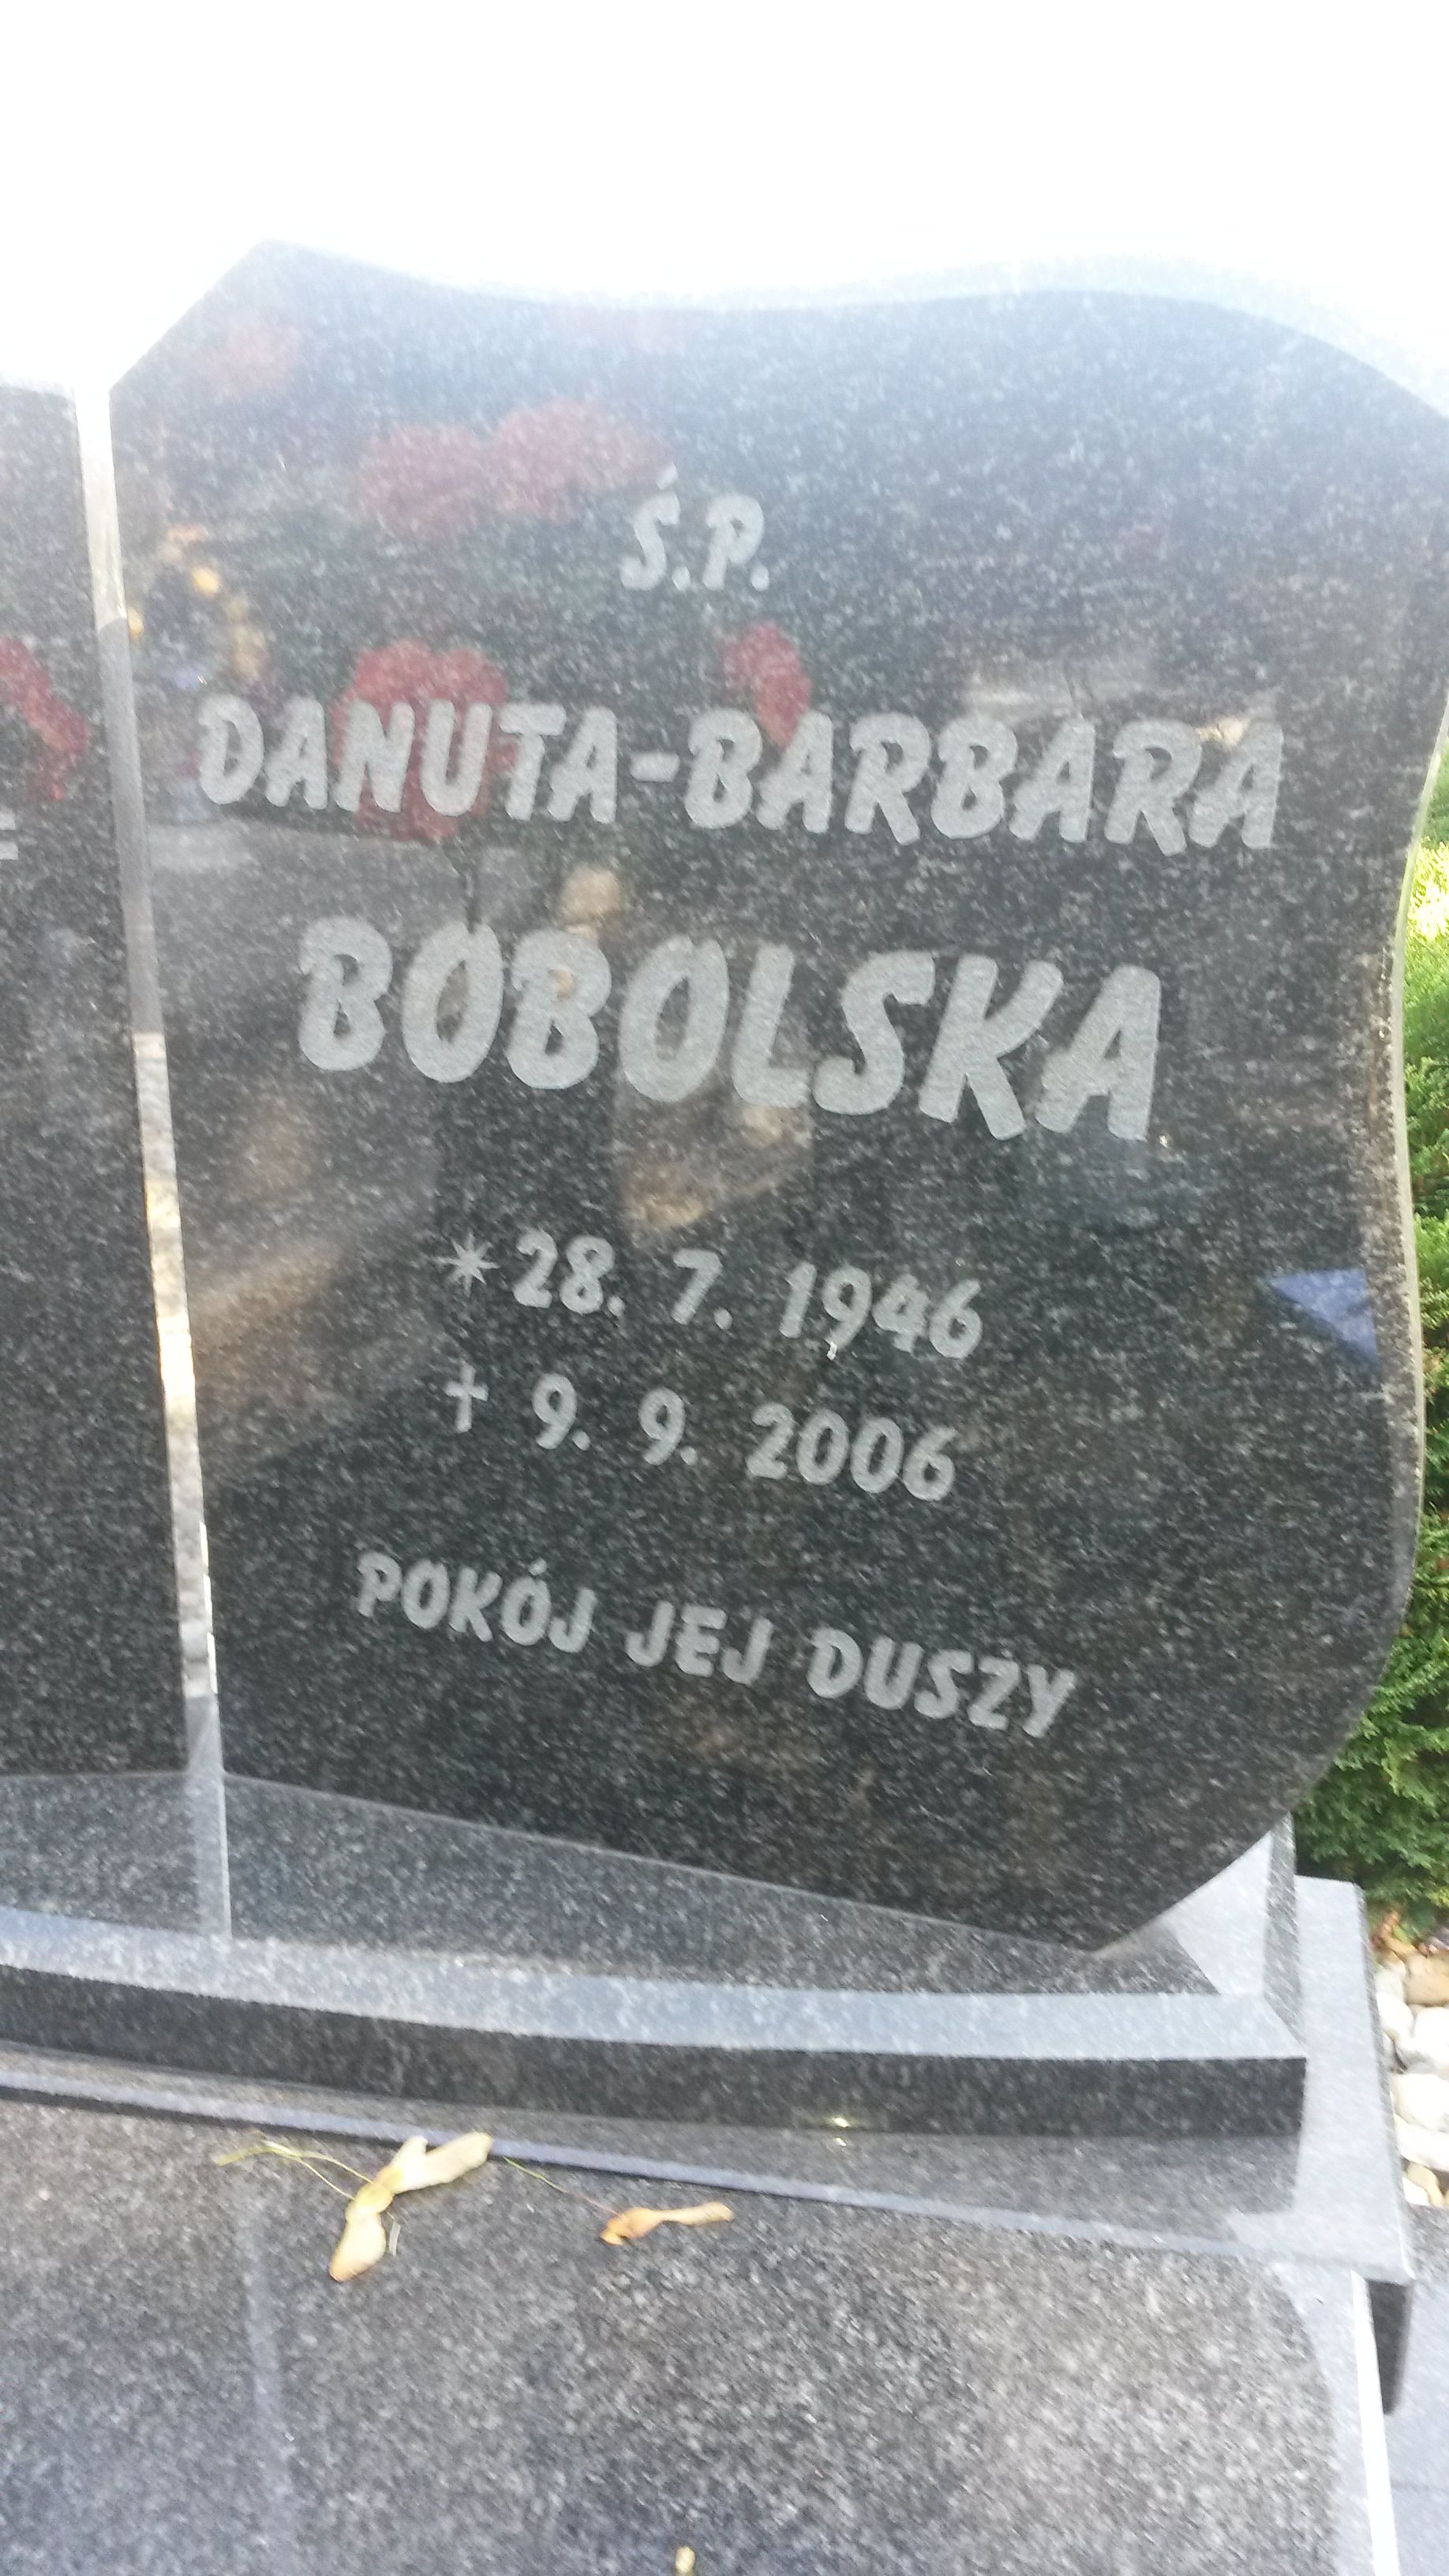 Ś.P.
DANUTA-BARBARA
BOBOLSKA
* 28. 7. 1946
† 9. 9. 2006
POKÓJ JEJ DUSZY